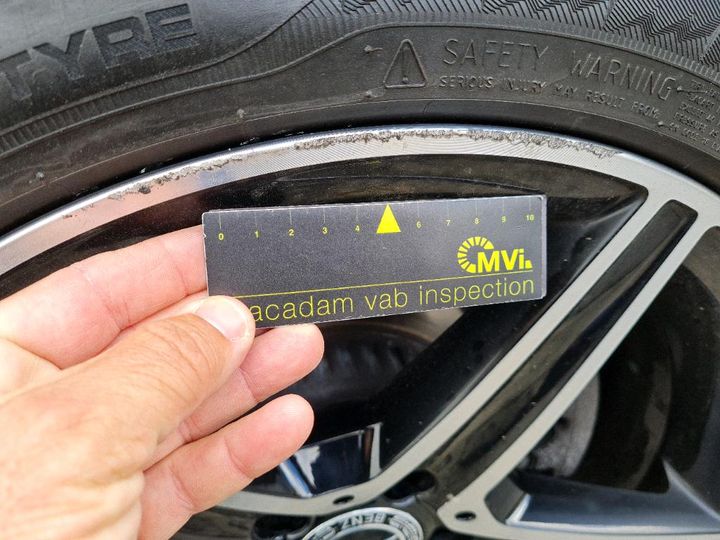 TYRE
SAFETY WARNING
SERIOUS INJURY MAY RESULT FROM:
0 1 2 3 4 6 7 8 9 10
MVi
acadam vab inspection
BENZ